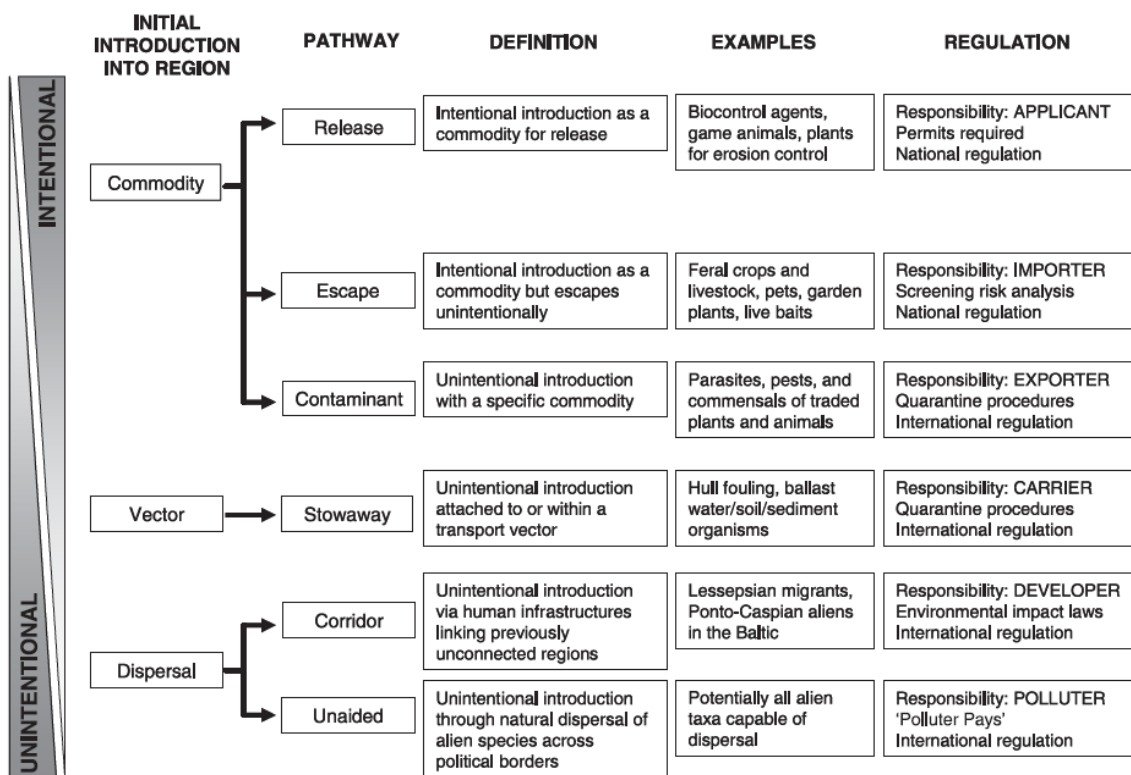 INITIAL
INTRODUCTION
INTO REGION
PATHWAY
DEFINITION
EXAMPLES
REGULATION
INTENTIONAL
UNINTENTIONAL
Commodity
Release
Intentional introduction as a
commodity for release
Biocontrol agents,
game animals, plants
for erosion control
Responsibility: APPLICANT
Permits required
National regulation
Escape
Intentional introduction as a
commodity but escapes
unintentionally
Feral crops and
livestock, pets, garden
plants, live baits
Responsibility: IMPORTER
Screening risk analysis
National regulation
Contaminant
Unintentional introduction
with a specific commodity
Parasites, pests, and
commensals of traded
plants and animals
Responsibility: EXPORTER
Quarantine procedures
International regulation
Vector
Stowaway
Unintentional introduction
attached to or within a
transport vector
Hull fouling, ballast
water/soil/sediment
organisms
Responsibility: CARRIER
Quarantine procedures
International regulation
Dispersal
Corridor
Unintentional introduction
via human infrastructures
linking previously
unconnected regions
Lessepsian migrants,
Ponto-Caspian aliens
in the Baltic
Responsibility: DEVELOPER
Environmental impact laws
International regulation
Unaided
Unintentional introduction
through natural dispersal of
alien species across
political borders
Potentially all alien
taxa capable of
dispersal
Responsibility: POLLUTER
'Polluter Pays'
International regulation